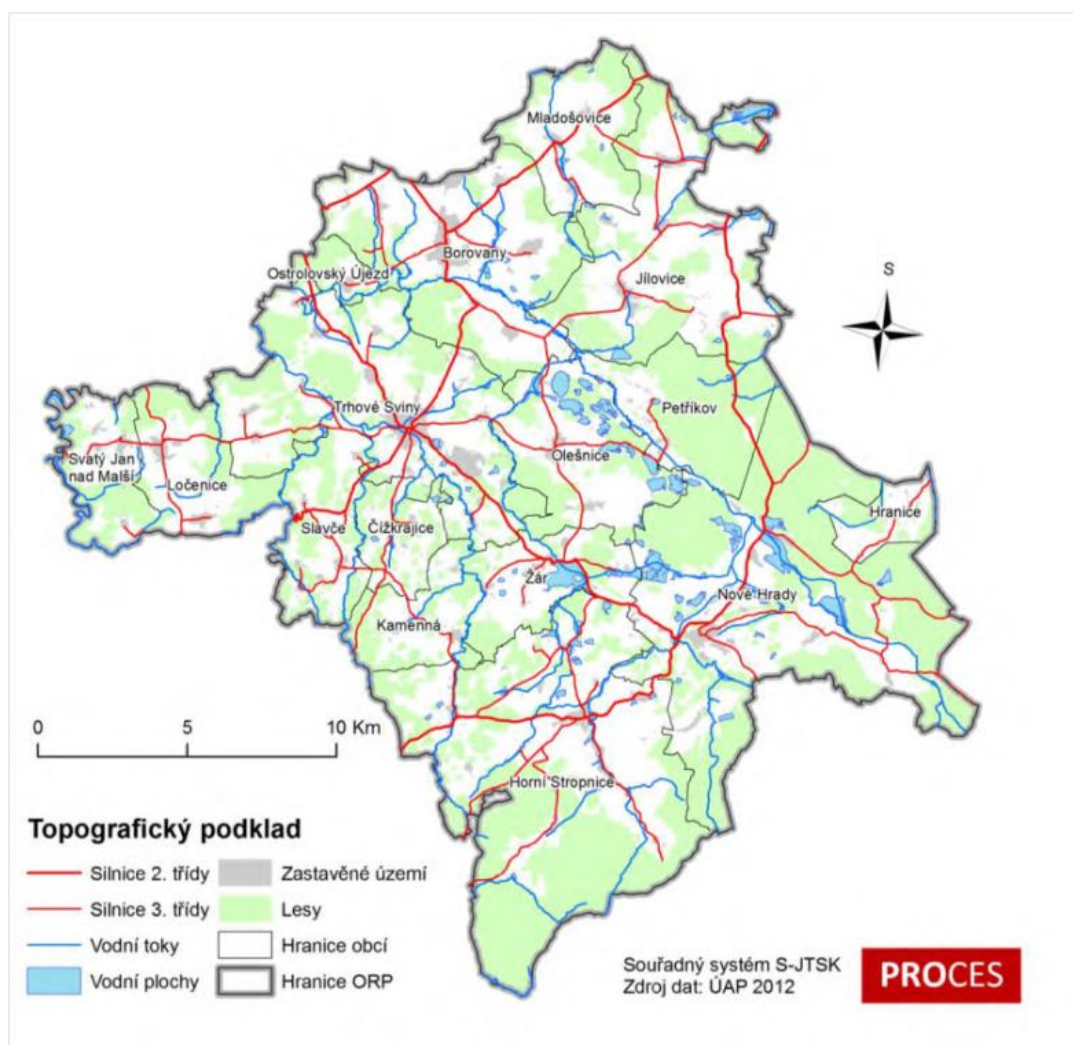 Mladošovice
Borovany
Ostrolovský Újezd
Jílovice
S
Trhové Sviny
Petříkov
Olešnice
Svatý Jan
nad Malší
Ločenice
Hranice
Slavče
Čížkrajice
Žár
Nové Hrady
Kamenná
0 5 10 Km
Horní Stropnice
Topografický podklad
Silnice 2. třídy
Zastavěné území
Silnice 3. třídy
Lesy
Vodní toky
Hranice obcí
Vodní plochy
Hranice ORP
Souřadný systém S-JTSK
Zdroj dat: ÚAP 2012
PROCES